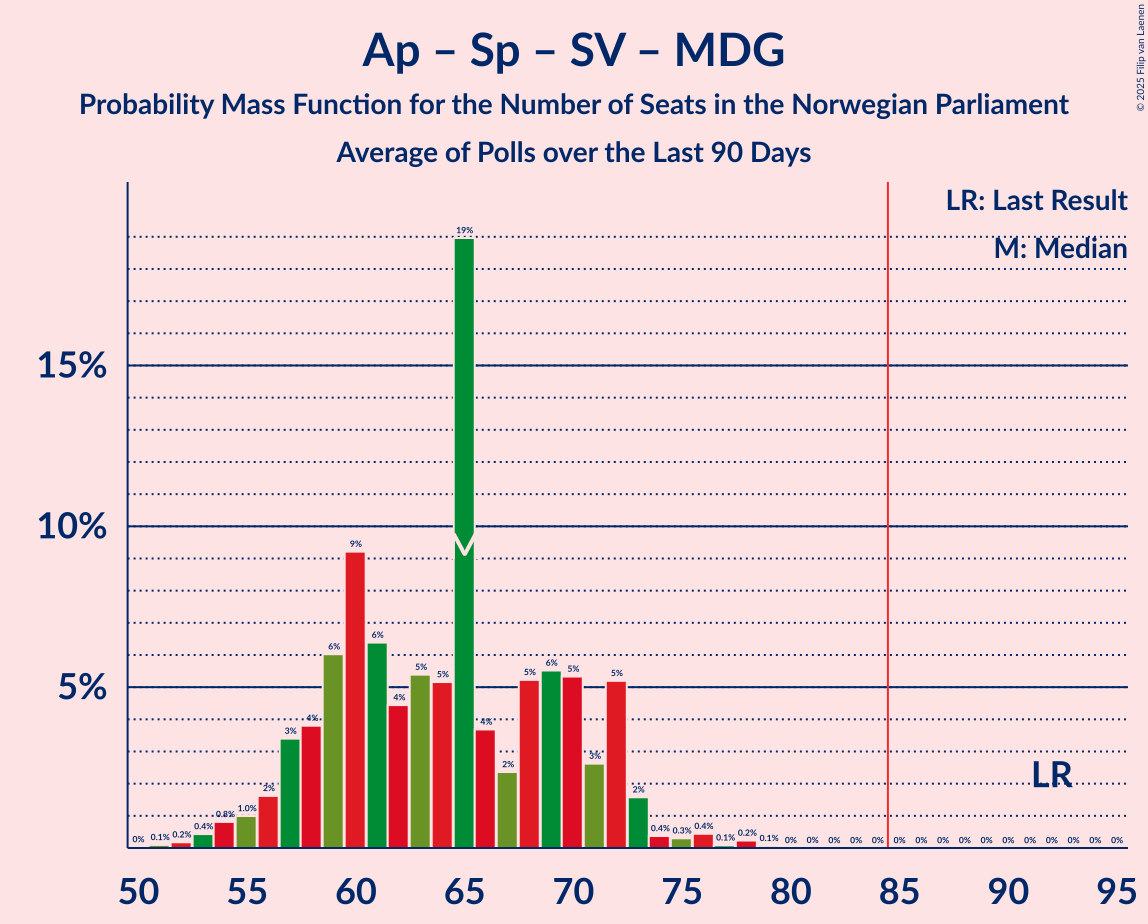 Ap – Sp – SV – MDG
Probability Mass Function for the Number of Seats in the Norwegian Parliament
Average of Polls over the Last 90 Days
© 2025 Filip van Laenen
LR: Last Result
M: Median
15%
10%
5%
0% 0.1% 0.2% 0.4% 0.8% 1.0% 2% 3% 4% 6% 9% 6% 4% 5% 5% 19% 4% 2% 5% 6% 5% 3% 5% 2% 0.4% 0.3% 0.4% 0.1% 0.2% 0.1% 0% 0% 0% 0% 0% 0% 0% 0% 0% 0% 0% 0% 0% 0% 0% 0%
LR
50 55 60 65 70 75 80 85 90 95